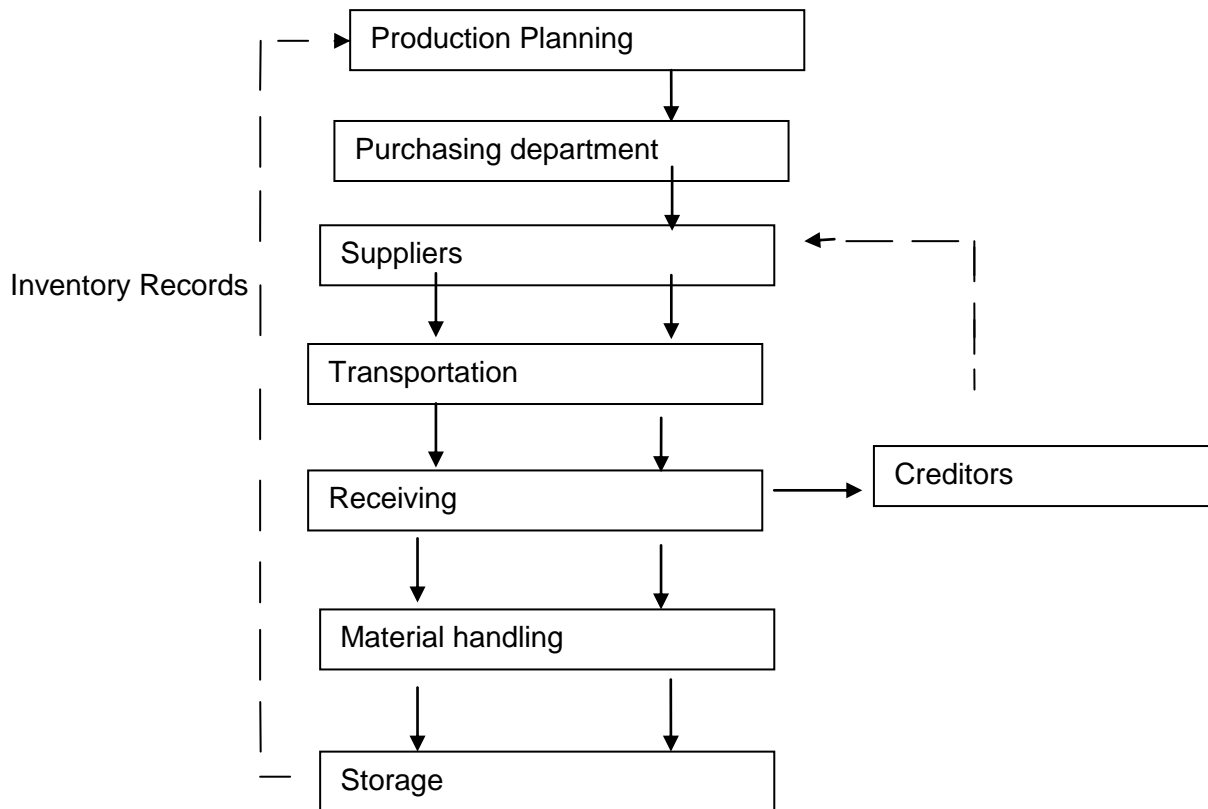 Production Planning
Purchasing department
Suppliers
Inventory Records
Transportation
Creditors
Receiving
Material handling
Storage